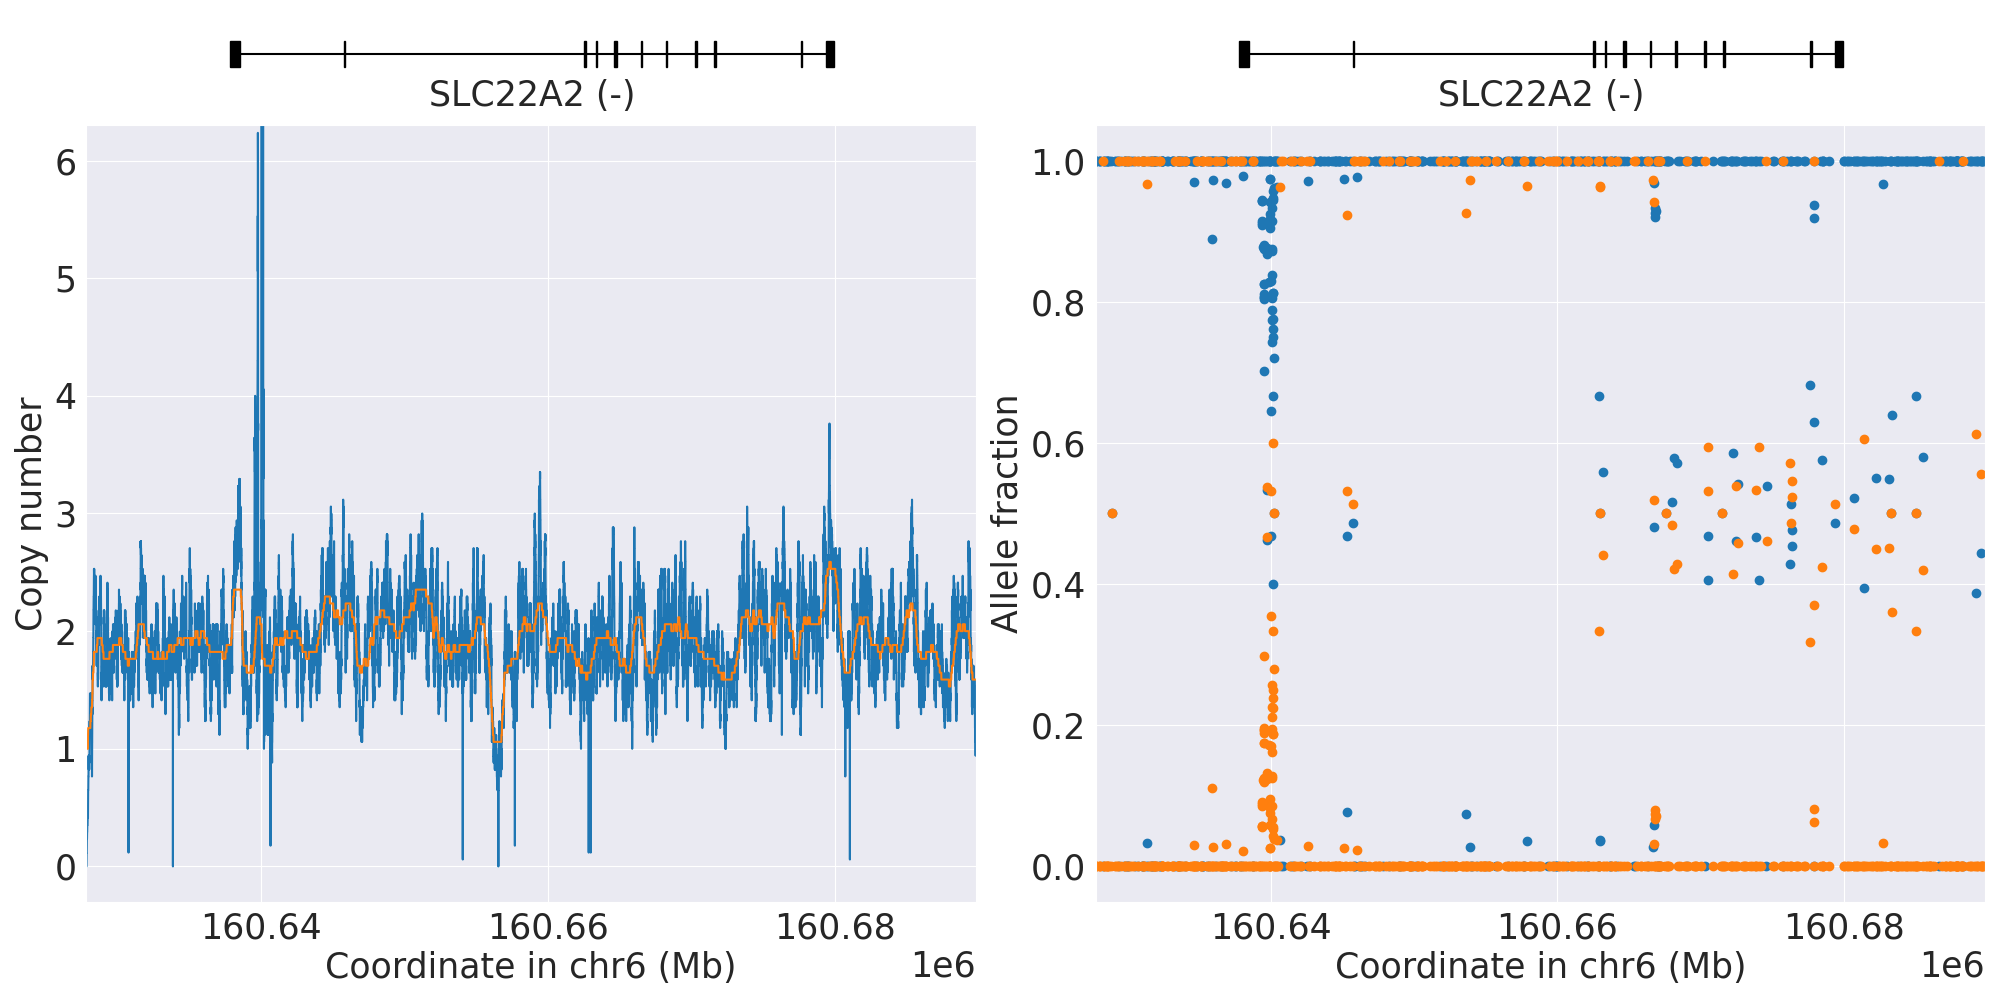 SLC22A2 (-)
Copy number
6
5
4
3
2
1
0
160.64
160.66
160.68
Coordinate in chr6 (Mb)
1e6
SLC22A2 (-)
Allele fraction
1.0
0.8
0.6
0.4
0.2
0.0
160.64
160.66
160.68
Coordinate in chr6 (Mb)
1e6